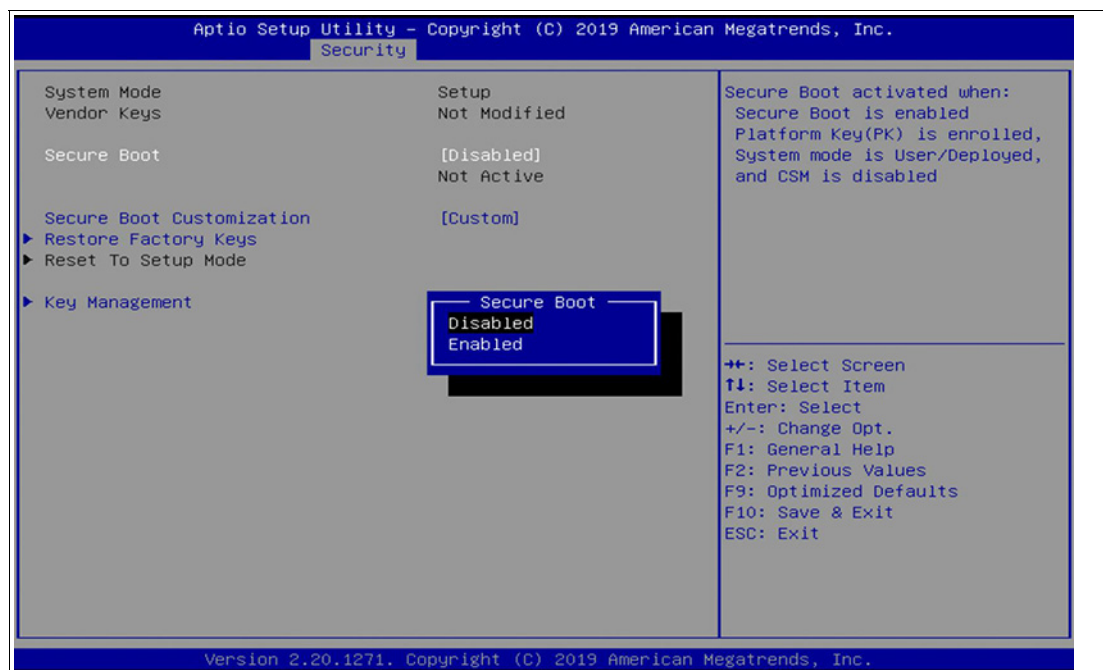 Aptio Setup Utility – Copyright (C) 2019 American Megatrends, Inc.
Security
System Mode Setup
Vendor Keys Not Modified
Secure Boot [Disabled]
Not Active
Secure Boot Customization [Custom]
▶ Restore Factory Keys
▶ Reset To Setup Mode
▶ Key Management
Secure Boot
Disabled
Enabled
Secure Boot activated when:
Secure Boot is enabled
Platform Key(PK) is enrolled,
System mode is User/Deployed,
and CSM is disabled
→←: Select Screen
↑↓: Select Item
Enter: Select
+/-: Change Opt.
F1: General Help
F2: Previous Values
F9: Optimized Defaults
F10: Save & Exit
ESC: Exit
Version 2.20.1271. Copyright (C) 2019 American Megatrends, Inc.